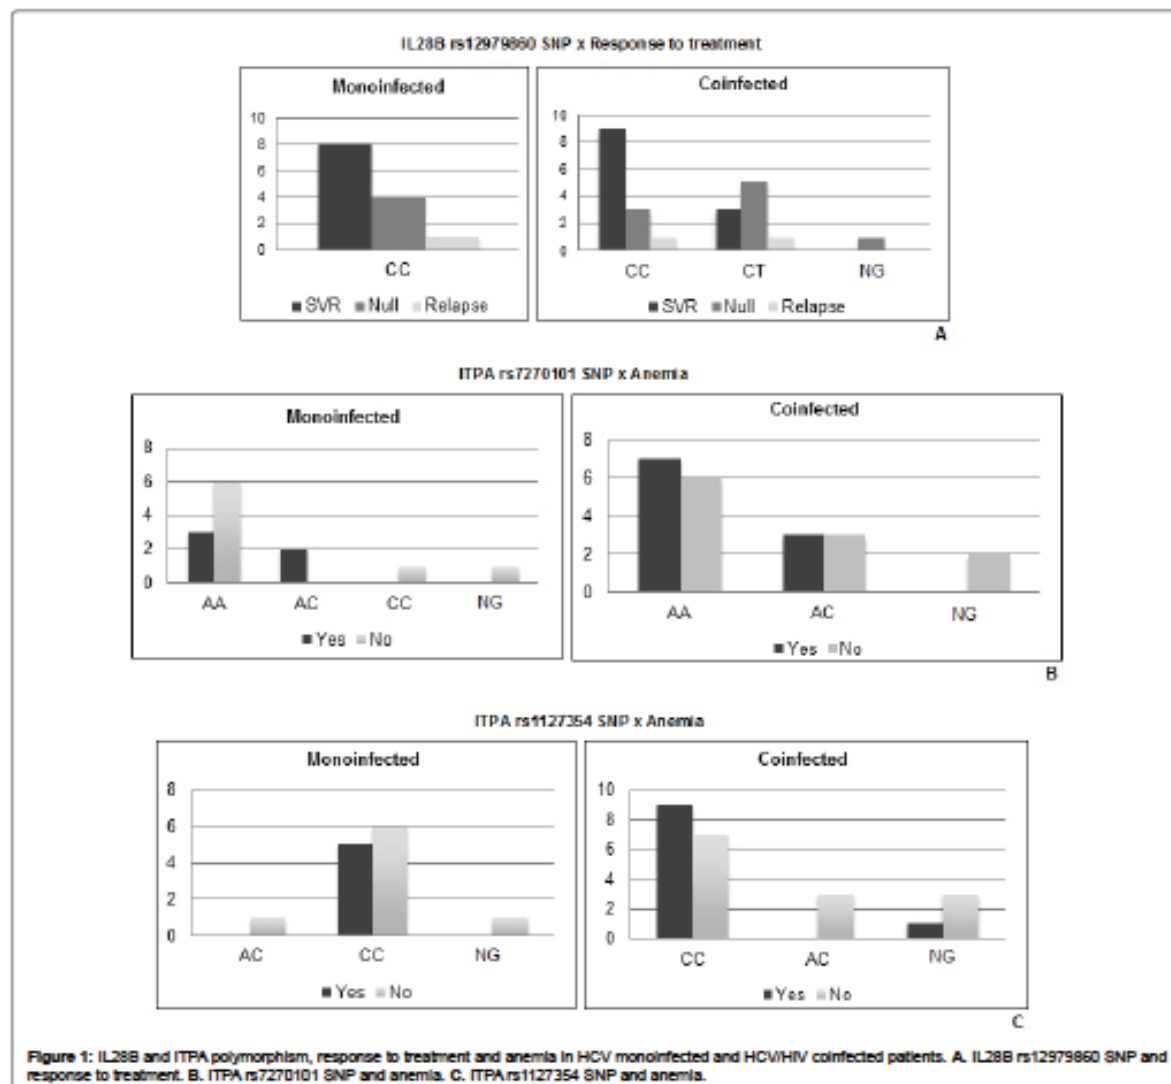 IL28B rs12979860 SNP x Response to treatment
Monoinfected
10
8
6
4
2
0
CC
SVR Null Relapse
Coinfected
10
8
6
4
2
0
CC CT NG
SVR Null Relapse
A
ITPA rs7270101 SNP x Anemia
Monoinfected
8
6
4
2
0
AA AC CC NG
Yes No
Coinfected
8
6
4
2
0
AA AC NG
Yes No
B
ITPA rs1127354 SNP x Anemia
Monoinfected
8
6
4
2
0
AC CC NG
Yes No
Coinfected
10
8
6
4
2
0
CC AC NG
Yes No
C
Figure 1: IL28B and ITPA polymorphism, response to treatment and anemia in HCV monoinfected and HCV/HIV coinfected patients. A. IL28B rs12979860 SNP and
response to treatment. B. ITPA rs7270101 SNP and anemia. C. ITPA rs1127354 SNP and anemia.